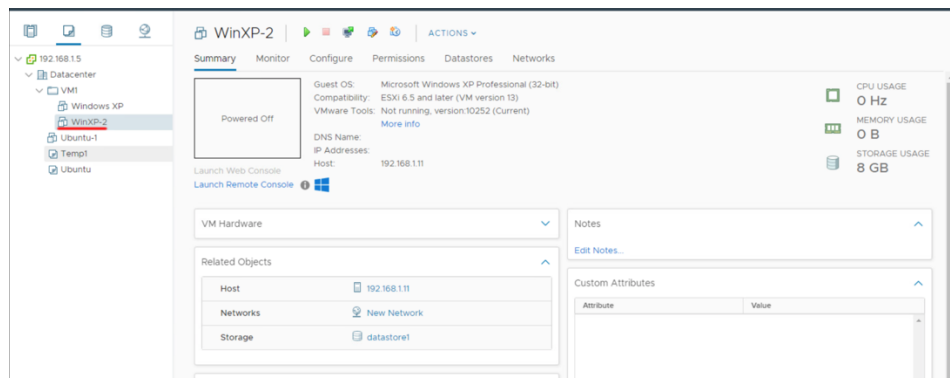 WinXP-2
ACTIONS
192.168.1.5
Datacenter
VM1
Windows XP
WinXP-2
Ubuntu-1
Temp1
Ubuntu
Summary Monitor Configure Permissions Datastores Networks
Powered Off
Guest OS: Microsoft Windows XP Professional (32-bit)
Compatibility: ESXi 6.5 and later (VM version 13)
VMware Tools: Not running, version:10252 (Current)
More info
DNS Name:
IP Addresses:
Host: 192.168.1.11
Launch Web Console
Launch Remote Console
CPU USAGE
0 Hz
MEMORY USAGE
0 B
STORAGE USAGE
8 GB
VM Hardware
Related Objects
Host 192.168.1.11
Networks New Network
Storage datastore1
Notes
Edit Notes...
Custom Attributes
Attribute Value